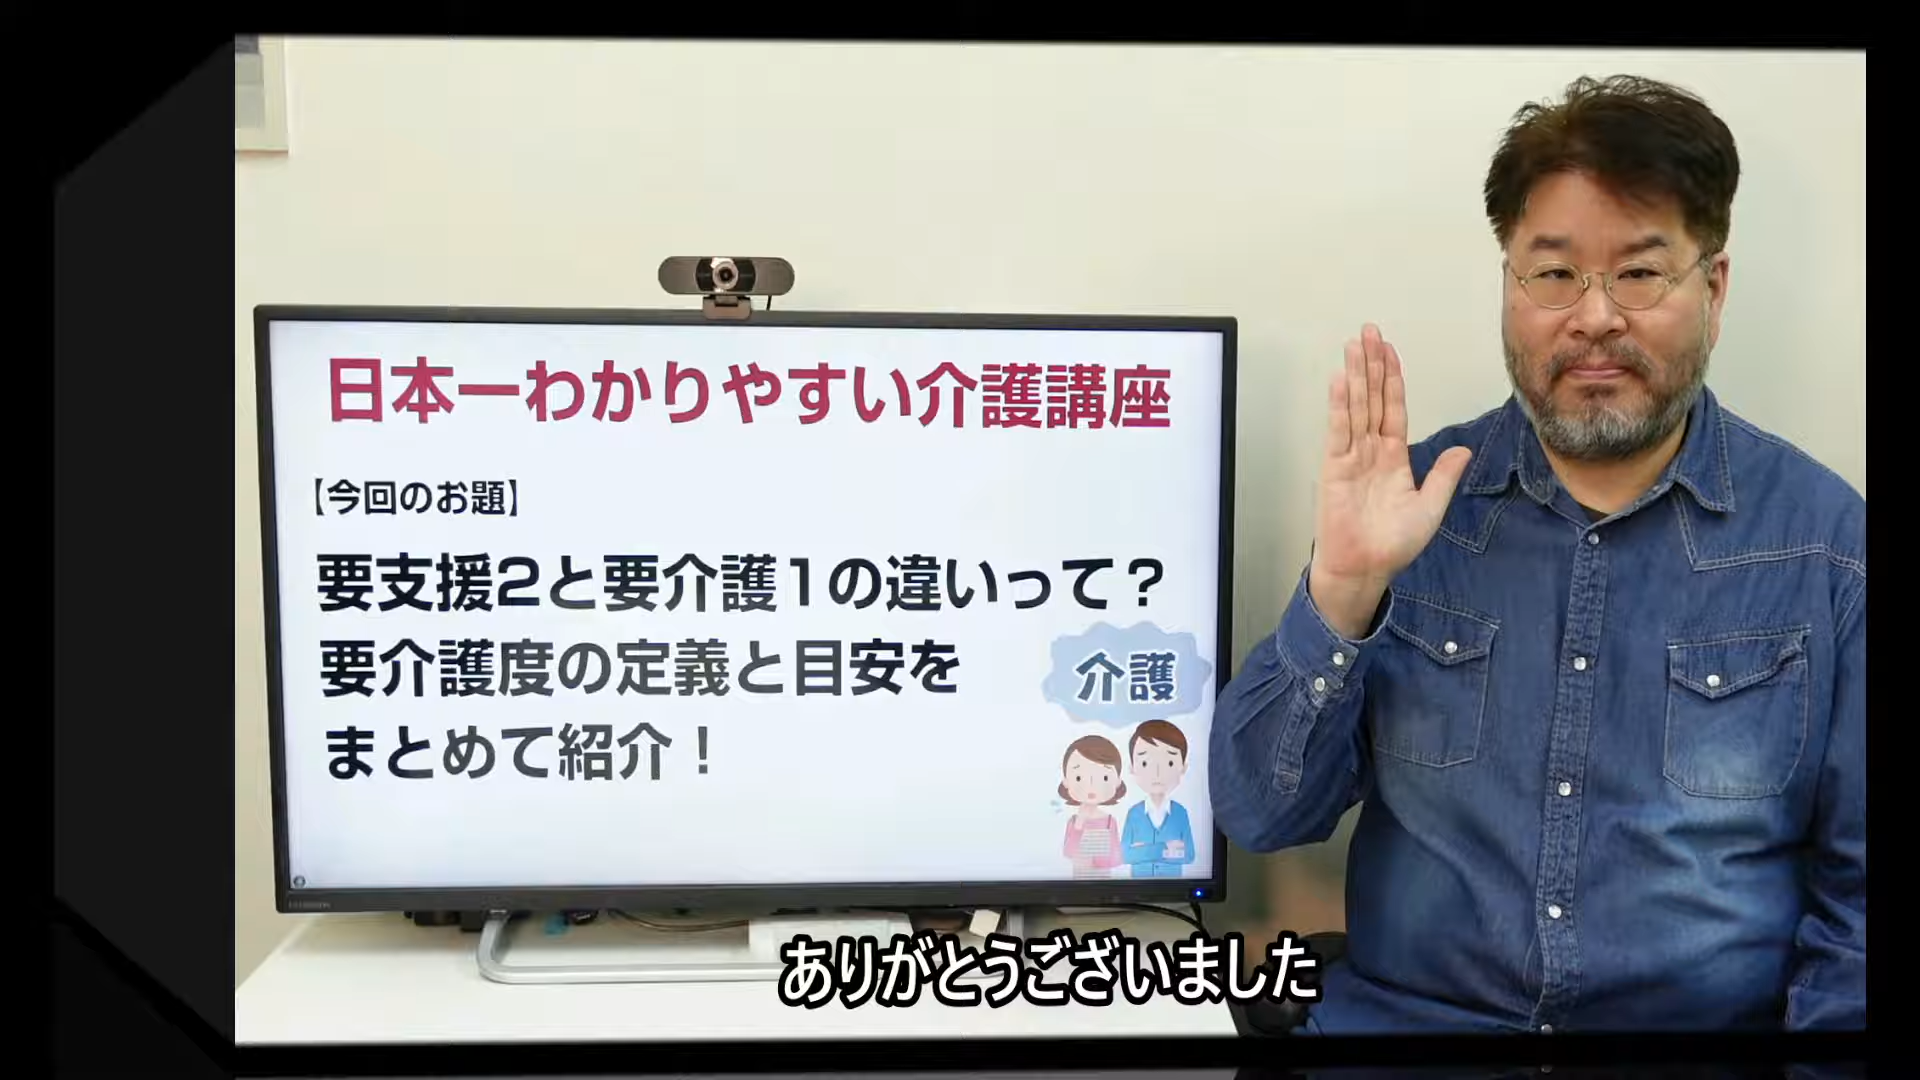 日本一わかりやすい介護講座
【今回のお題】
要支援2と要介護1の違いって？
要介護度の定義と目安を
まとめて紹介！
介護
ありがとうございました